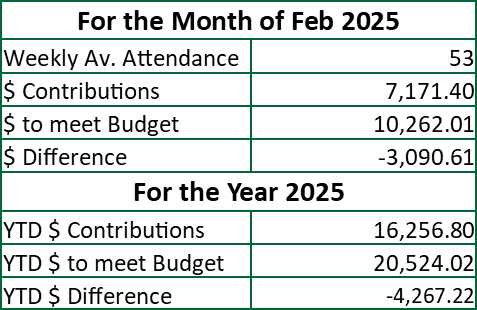 For the Month of Feb 2025
Weekly Av. Attendance 53
$ Contributions 7,171.40
$ to meet Budget 10,262.01
$ Difference -3,090.61
For the Year 2025
YTD $ Contributions 16,256.80
YTD $ to meet Budget 20,524.02
YTD $ Difference -4,267.22